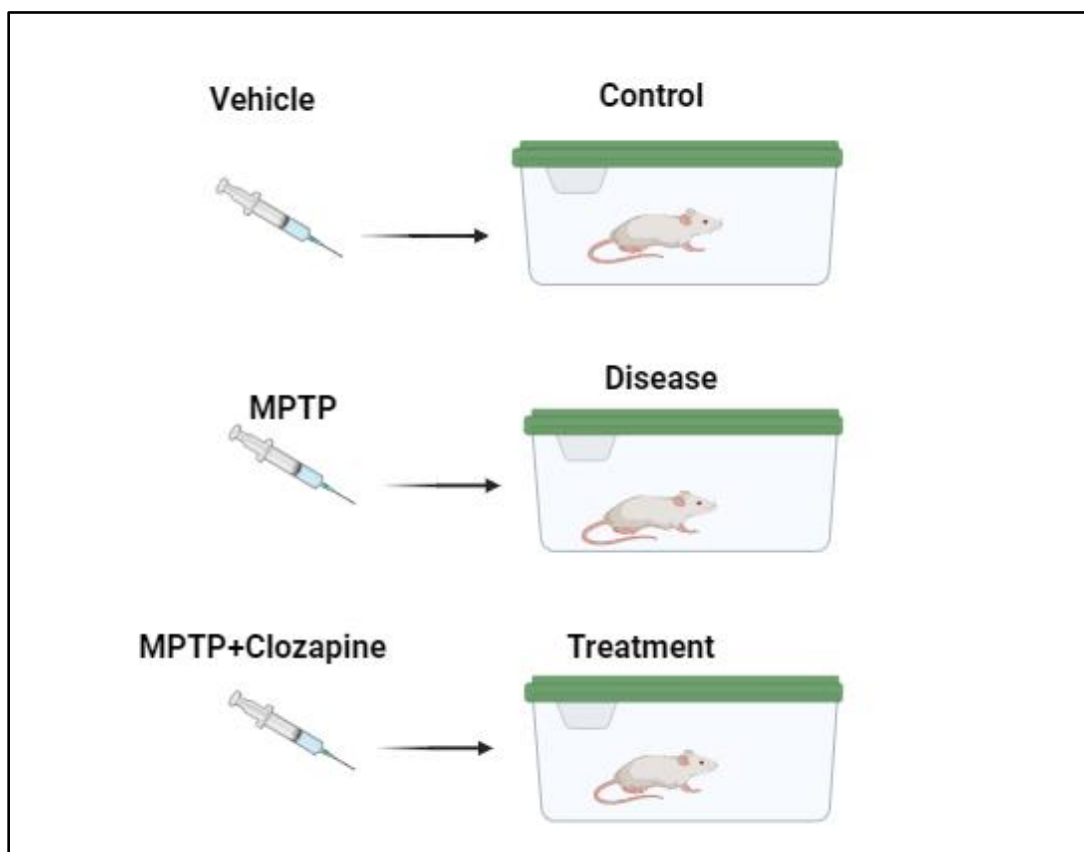 Vehicle
Control
MPTP
Disease
MPTP+Clozapine
Treatment